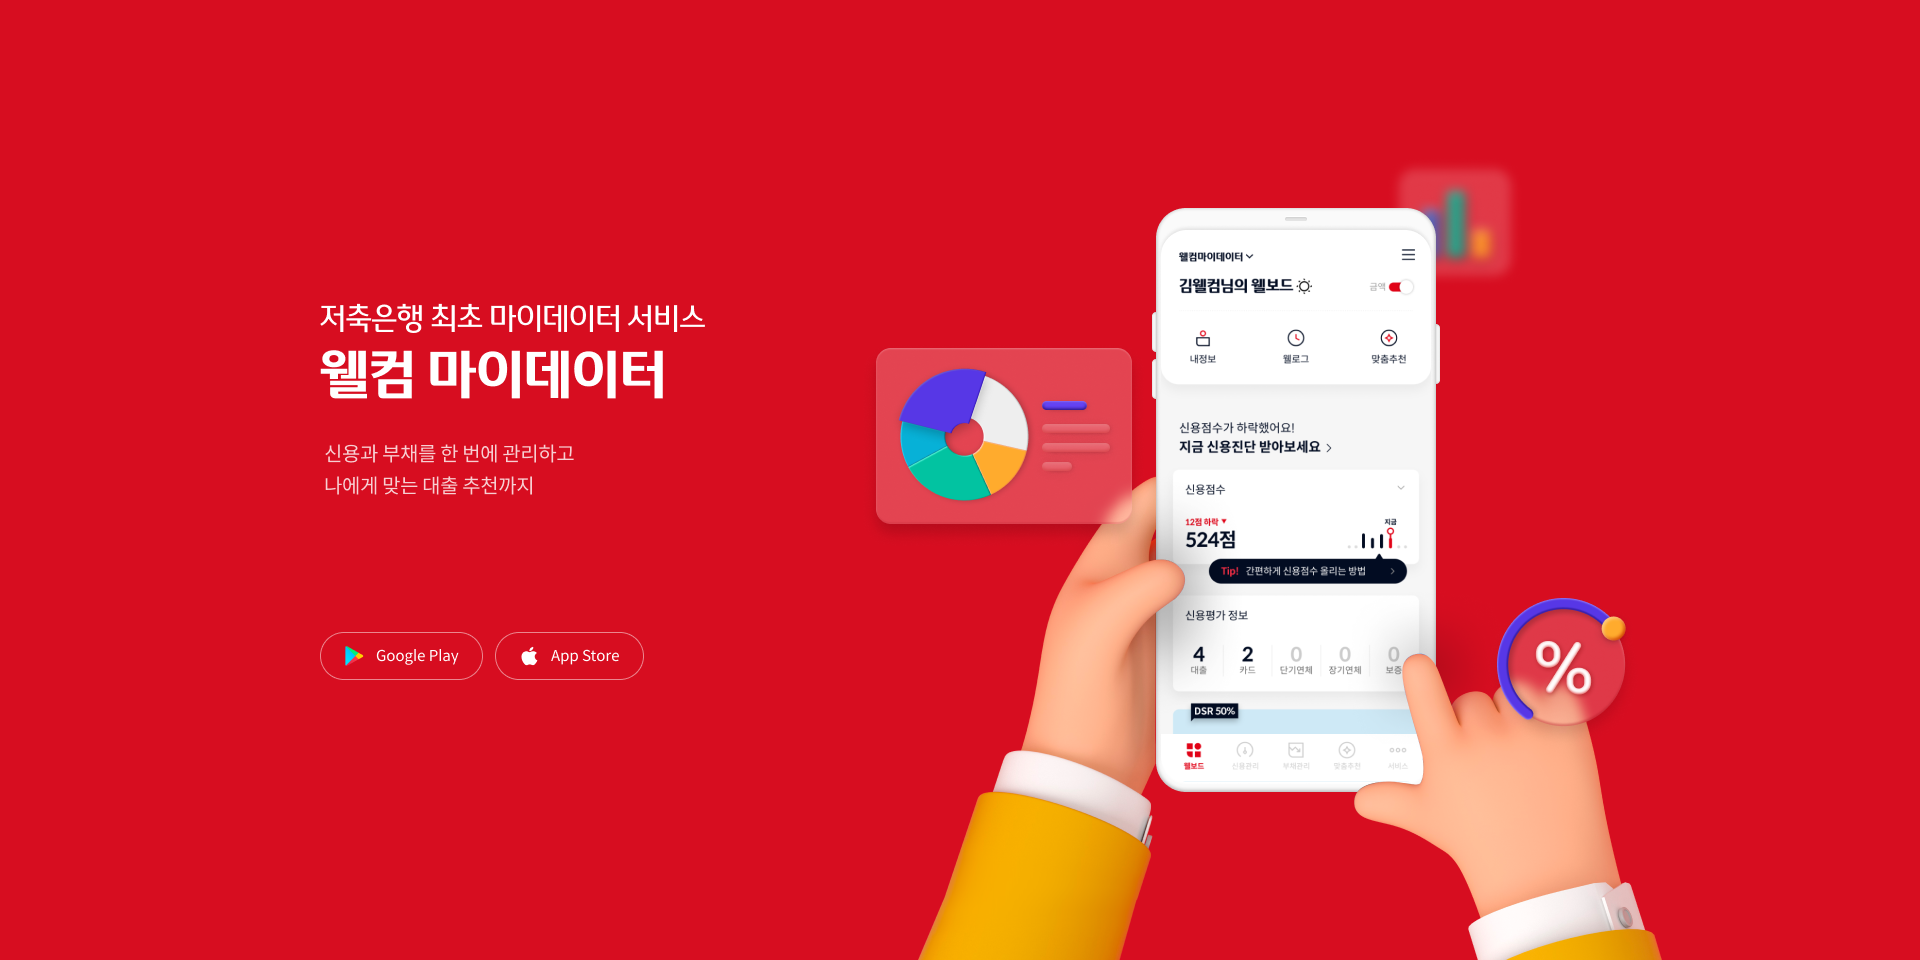 저축은행 최초 마이데이터 서비스
웰컴 마이데이터
신용과 부채를 한 번에 관리하고
나에게 맞는 대출 추천까지
Google Play
App Store
웰컴마이데이터
김웰컴님의 웰보드
금액
내정보
웰로그
맞춤추천
신용점수가 하락했어요!
지금 신용진단 받아보세요
신용점수
12점 하락
지금
524점
Tip! 간편하게 신용점수 올리는 방법
신용평가 정보
4 2 0 0 0
대출 카드 단기연체 장기연체 보증
DSR 50%
웰보드 신용관리 부채관리 맞춤추천 서비스
%